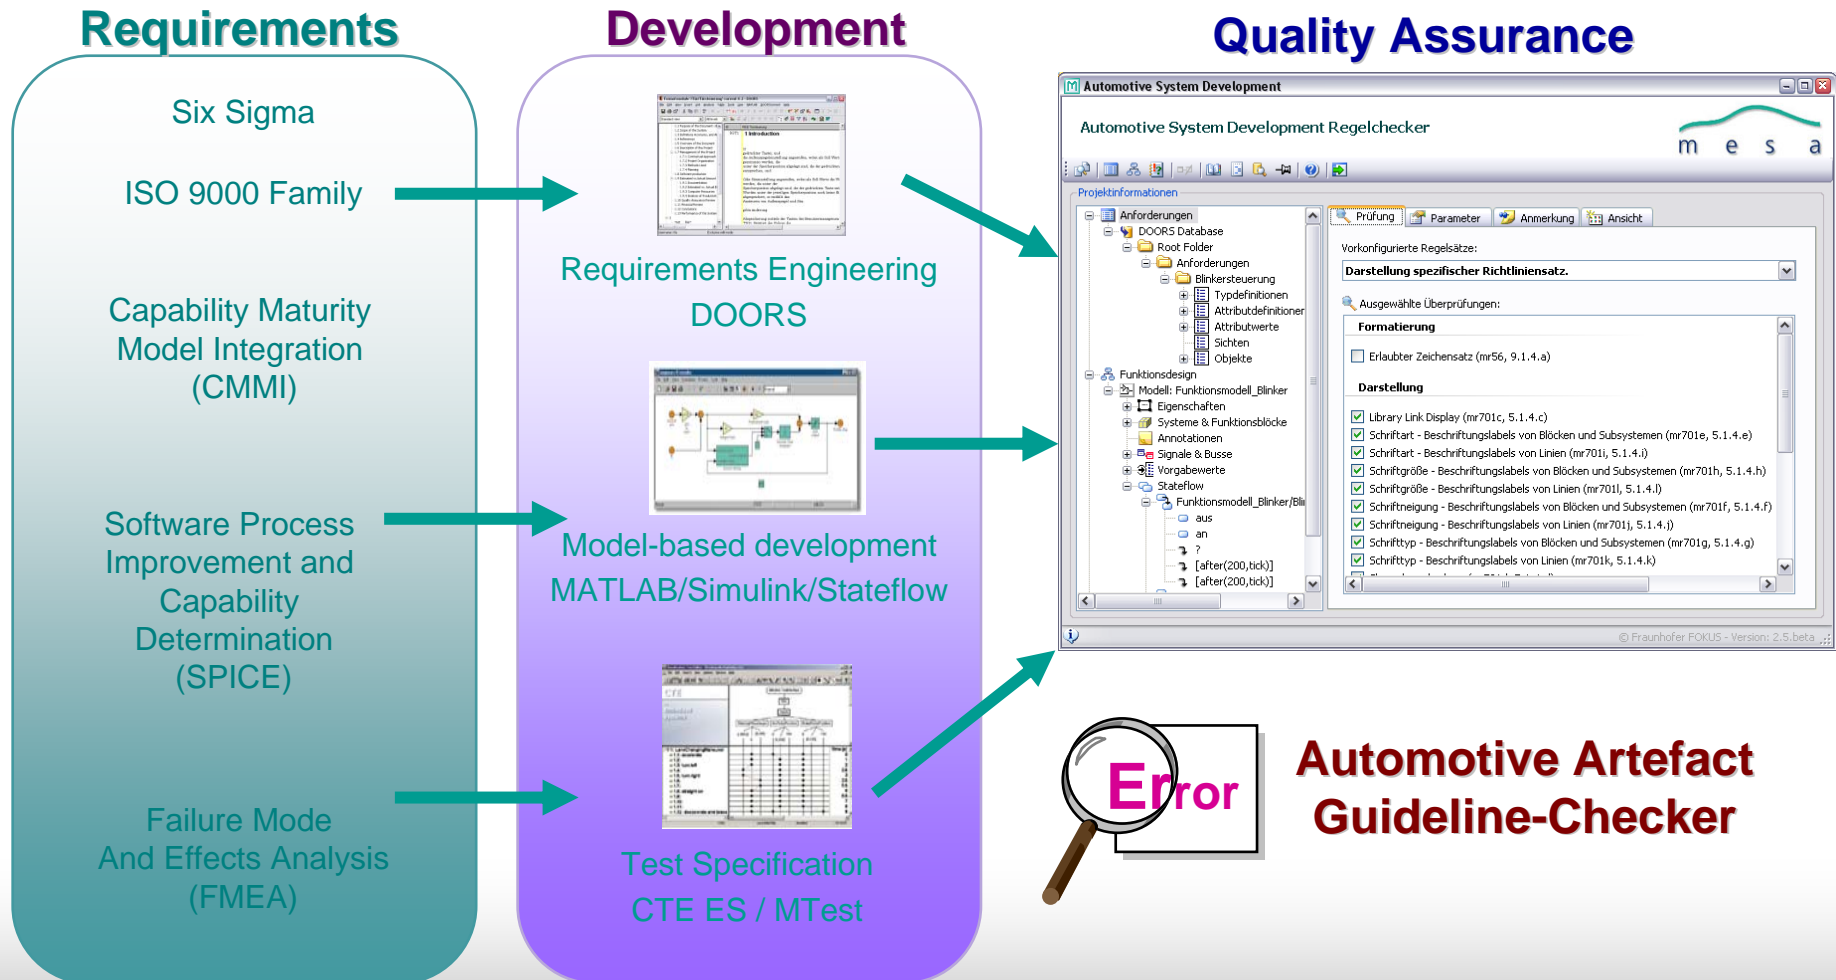 Requirements
Six Sigma
ISO 9000 Family
Capability Maturity
Model Integration
(CMMI)
Software Process
Improvement and
Capability
Determination
(SPICE)
Failure Mode
And Effects Analysis
(FMEA)
Development
1 Introduction
Requirements Engineering
DOORS
Model-based development
MATLAB/Simulink/Stateflow
CTE
Test Specification
CTE ES / MTest
Quality Assurance
Automotive System Development
Automotive System Development Regelchecker
mesa
Projektinformationen
Anforderungen
DOORS Database
Root Folder
Anforderungen
Blinkersteuerung
Typdefinitionen
Attributdefinitioner
Attributwerte
Sichten
Objekte
Funktionsdesign
Modell: Funktionsmodell_Blinker
Eigenschaften
Systeme & Funktionsblöcke
Annotationen
Signale & Busse
Vorgabewerte
Stateflow
Funktionsmodell_Blinker/Bli
aus
an
?
[after(200,tick)]
[after(200,tick)]
Prüfung Parameter Anmerkung Ansicht
Vorkonfigurierte Regelsätze:
Darstellung spezifischer Richtliniensatz.
Ausgewählte Überprüfungen:
Formatierung
Erlaubter Zeichensatz (mr56, 9.1.4.a)
Darstellung
Library Link Display (mr701c, 5.1.4.c)
Schriftart - Beschriftungslabels von Blöcken und Subsystemen (mr701e, 5.1.4.e)
Schriftart - Beschriftungslabels von Linien (mr701i, 5.1.4.i)
Schriftgröße - Beschriftungslabels von Blöcken und Subsystemen (mr701h, 5.1.4.h)
Schriftgröße - Beschriftungslabels von Linien (mr701l, 5.1.4.l)
Schriftneigung - Beschriftungslabels von Blöcken und Subsystemen (mr701f, 5.1.4.f)
Schriftneigung - Beschriftungslabels von Linien (mr701j, 5.1.4.j)
Schrifttyp - Beschriftungslabels von Blöcken und Subsystemen (mr701g, 5.1.4.g)
Schrifttyp - Beschriftungslabels von Linien (mr701k, 5.1.4.k)
© Fraunhofer FOKUS - Version: 2.5.beta
Error
Automotive Artefact
Guideline-Checker